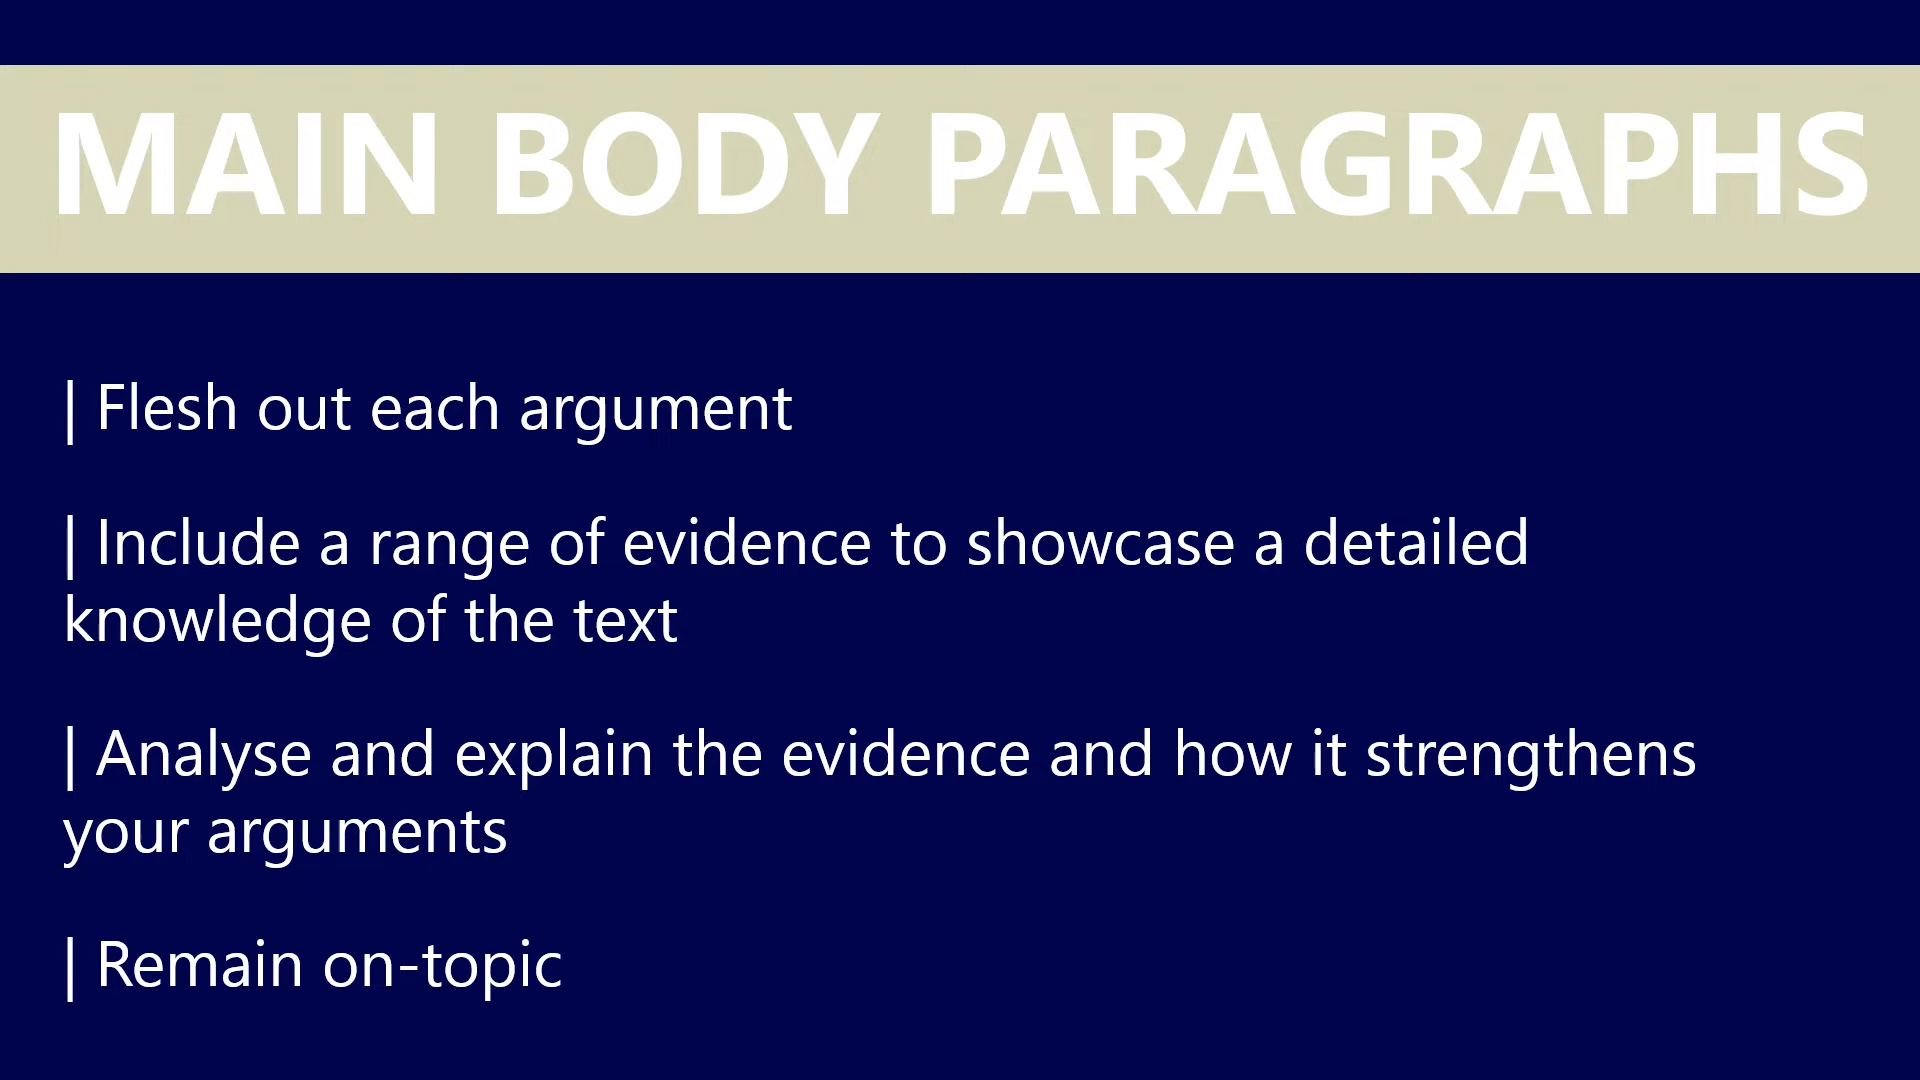 MAIN BODY PARAGRAPHS
| Flesh out each argument
| Include a range of evidence to showcase a detailed
knowledge of the text
| Analyse and explain the evidence and how it strengthens
your arguments
| Remain on-topic